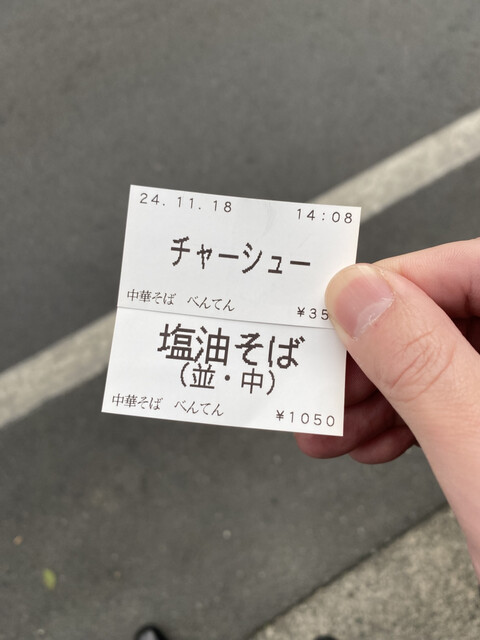 24.11.18 14:08
チャーシュー
中華そば べんてん ¥35
塩油そば
(並・中)
中華そば べんてん ¥1050